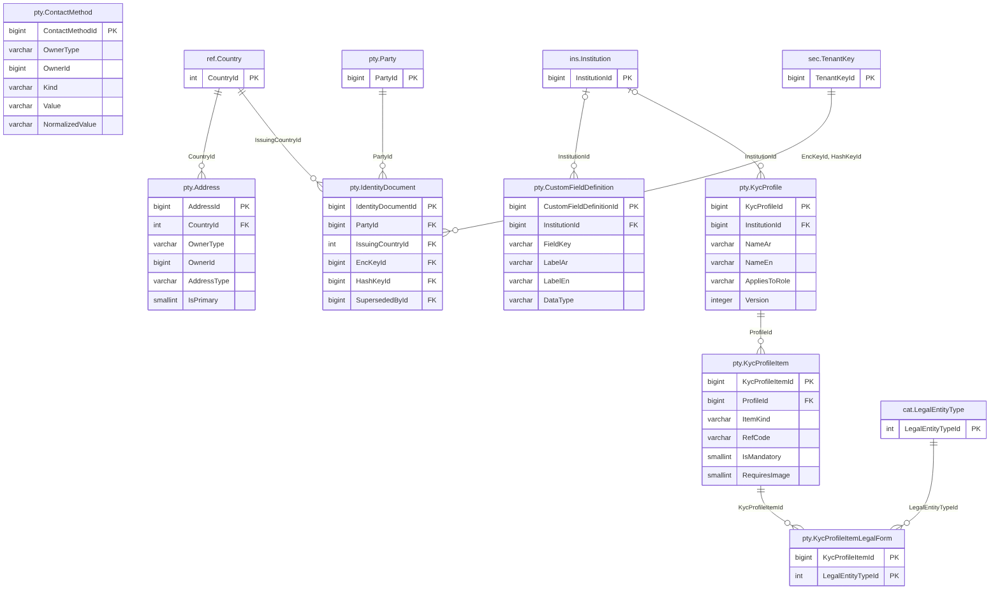 pty.ContactMethod
bigint ContactMethodId PK
varchar OwnerType
bigint OwnerId
varchar Kind
varchar Value
varchar NormalizedValue
ref.Country
int CountryId PK
pty.Party
bigint PartyId PK
ins.Institution
bigint InstitutionId PK
sec.TenantKey
bigint TenantKeyId PK
IssuingCountryId
CountryId
PartyId
InstitutionId
InstitutionId
EncKeyId, HashKeyId
pty.Address
bigint AddressId PK
int CountryId FK
varchar OwnerType
bigint OwnerId
varchar AddressType
smallint IsPrimary
pty.IdentityDocument
bigint IdentityDocumentId PK
bigint PartyId FK
int IssuingCountryId FK
bigint EncKeyId FK
bigint HashKeyId FK
bigint SupersededById FK
pty.CustomFieldDefinition
bigint CustomFieldDefinitionId PK
bigint InstitutionId FK
varchar FieldKey
varchar LabelAr
varchar LabelEn
varchar DataType
pty.KycProfile
bigint KycProfileId PK
bigint InstitutionId FK
varchar NameAr
varchar NameEn
varchar AppliesToRole
integer Version
ProfileId
pty.KycProfileItem
bigint KycProfileItemId PK
bigint ProfileId FK
varchar ItemKind
varchar RefCode
smallint IsMandatory
smallint RequiresImage
cat.LegalEntityType
int LegalEntityTypeId PK
KycProfileItemId
LegalEntityTypeId
pty.KycProfileItemLegalForm
bigint KycProfileItemId PK
int LegalEntityTypeId PK